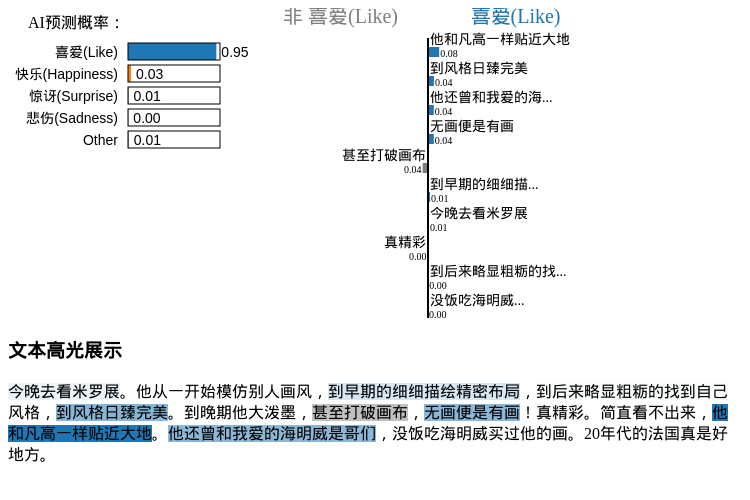 AI预测概率：
喜爱(Like) 0.95
快乐(Happiness) 0.03
惊讶(Surprise) 0.01
悲伤(Sadness) 0.00
Other 0.01
非 喜爱(Like) 喜爱(Like)
他和凡高一样贴近大地
0.08
到风格日臻完美
0.04
他还曾和我爱的海...
0.04
无画便是有画
0.04
甚至打破画布
0.04
到早期的细细描...
0.01
今晚去看米罗展
0.01
真精彩
0.00
到后来略显粗粝的找...
0.00
没饭吃海明威...
0.00
文本高光展示
今晚去看米罗展。他从一开始模仿别人画风，到早期的细细描绘精密布局，到后来略显粗粝的找到自己
风格，到风格日臻完美。到晚期他大泼墨，甚至打破画布，无画便是有画！真精彩。简直看不出来，他
和凡高一样贴近大地。他还曾和我爱的海明威是哥们，没饭吃海明威买过他的画。20年代的法国真是好
地方。